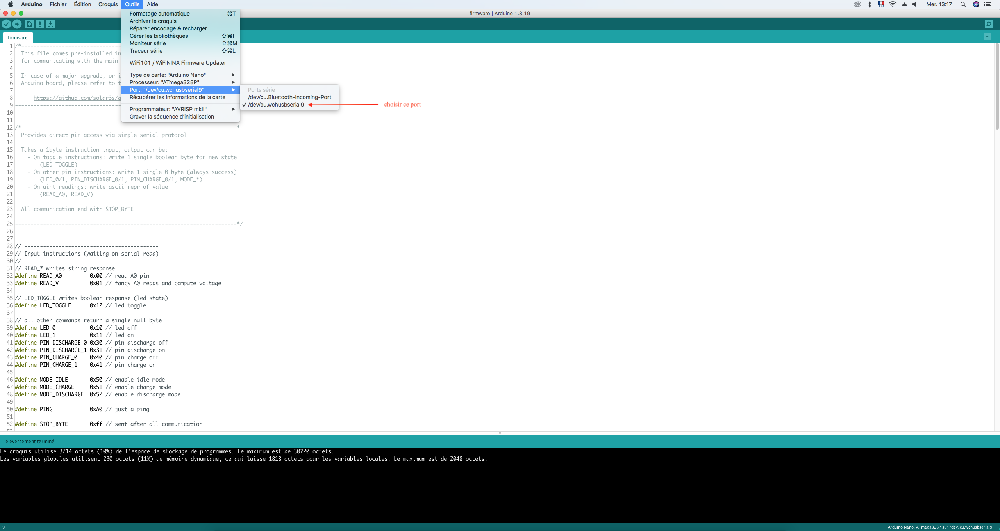 Arduino Fichier Édition Croquis Outils Aide
123
Mer. 13:17
firmware | Arduino 1.8.19
firmware
Formatage automatique ⌘T
Archiver le croquis
Réparer encodage & recharger
Gérer les bibliothèques ⇧⌘I
Moniteur série ⇧⌘M
Traceur série ⇧⌘L
WiFi101 / WiFiNINA Firmware Updater
Type de carte: "Arduino Nano"
Processeur: "ATmega328P"
Port: "/dev/cu.wchusbserial9"
Récupérer les informations de la carte
Programmateur: "AVRISP mkII"
Graver la séquence d'initialisation
Ports série
/dev/cu.Bluetooth-Incoming-Port
✓ /dev/cu.wchusbserial9
choisir ce port
1 /*----------------------------------
2 This file comes pre-installed in
3 for communicating with the main
4
5 In case of a major upgrade, or i
6 Arduino board, please refer to t
7
8 https://github.com/solar3s/g
9 ----------------------------------
10
11
12 /*---------------------------------------------------------------------*
13 Provides direct pin access via simple serial protocol
14
15 Takes a 1byte instruction input, output can be:
16 - On toggle instructions: write 1 single boolean byte for new state
17 (LED_TOGGLE)
18 - On other pin instructions: write 1 single 0 byte (always success)
19 (LED_0/1, PIN_DISCHARGE_0/1, PIN_CHARGE_0/1, MODE_*)
20 - On uint readings: write ascii repr of value
21 (READ_A0, READ_V)
22
23 All communication end with STOP_BYTE
24
25 -----------------------------------------------------------------------*/
26
27
28 // -------------------------------------------
29 // Input instructions (waiting on serial read)
30 //
31 // READ_* writes string response
32 #define READ_A0 0x00 // read A0 pin
33 #define READ_V 0x01 // fancy A0 reads and compute voltage
34
35 // LED_TOGGLE writes boolean response (led state)
36 #define LED_TOGGLE 0x12 // led toggle
37
38 // all other commands return a single null byte
39 #define LED_0 0x10 // led off
40 #define LED_1 0x11 // led on
41 #define PIN_DISCHARGE_0 0x30 // pin discharge off
42 #define PIN_DISCHARGE_1 0x31 // pin discharge on
43 #define PIN_CHARGE_0 0x40 // pin charge off
44 #define PIN_CHARGE_1 0x41 // pin charge on
45
46 #define MODE_IDLE 0x50 // enable idle mode
47 #define MODE_CHARGE 0x51 // enable charge mode
48 #define MODE_DISCHARGE 0x52 // enable discharge mode
49
50 #define PING 0xA0 // just a ping
51
52 #define STOP_BYTE 0xff // sent after all communication
53
Téléversement terminé
Le croquis utilise 3214 octets (10%) de l'espace de stockage de programmes. Le maximum est de 30720 octets.
Les variables globales utilisent 230 octets (11%) de mémoire dynamique, ce qui laisse 1818 octets pour les variables locales. Le maximum est de 2048 octets.
9
Arduino Nano, ATmega328P sur /dev/cu.wchusbserial9